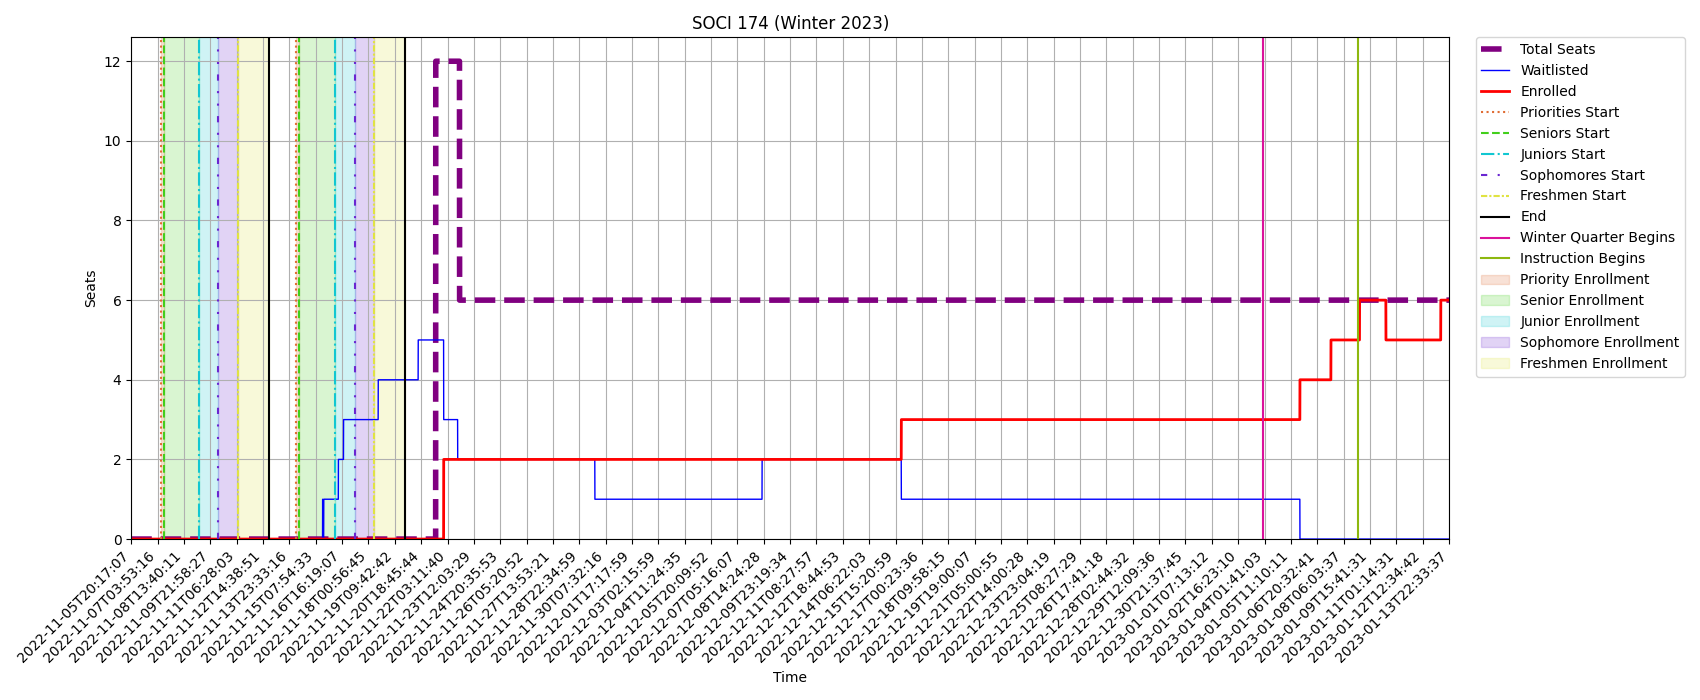 SOCI 174 (Winter 2023)
Seats
12
10
8
6
4
2
0
2022-11-05T20:17:07
2022-11-07T03:53:16
2022-11-08T13:40:11
2022-11-09T21:58:27
2022-11-11T06:28:03
2022-11-12T14:38:51
2022-11-13T23:33:16
2022-11-15T07:54:33
2022-11-16T16:19:07
2022-11-18T00:56:45
2022-11-19T09:42:42
2022-11-20T18:45:44
2022-11-22T03:11:40
2022-11-23T12:03:29
2022-11-24T20:35:53
2022-11-26T05:20:52
2022-11-27T13:53:21
2022-11-28T22:34:59
2022-11-30T07:32:16
2022-12-01T17:17:59
2022-12-03T02:15:59
2022-12-04T11:24:35
2022-12-05T20:09:52
2022-12-07T05:16:07
2022-12-08T14:24:28
2022-12-09T23:19:34
2022-12-11T08:27:57
2022-12-12T18:44:53
2022-12-14T06:22:03
2022-12-15T15:20:59
2022-12-17T00:23:36
2022-12-18T09:58:15
2022-12-19T19:00:07
2022-12-21T05:00:55
2022-12-22T14:00:28
2022-12-23T23:04:19
2022-12-25T08:27:29
2022-12-26T17:41:18
2022-12-28T02:44:32
2022-12-29T12:09:36
2022-12-30T21:37:45
2023-01-01T07:13:12
2023-01-02T16:23:10
2023-01-04T01:41:03
2023-01-05T11:10:11
2023-01-06T20:32:41
2023-01-08T06:03:37
2023-01-09T15:41:31
2023-01-11T01:14:31
2023-01-12T12:34:42
2023-01-13T22:33:37
Time
Total Seats
Waitlisted
Enrolled
Priorities Start
Seniors Start
Juniors Start
Sophomores Start
Freshmen Start
End
Winter Quarter Begins
Instruction Begins
Priority Enrollment
Senior Enrollment
Junior Enrollment
Sophomore Enrollment
Freshmen Enrollment